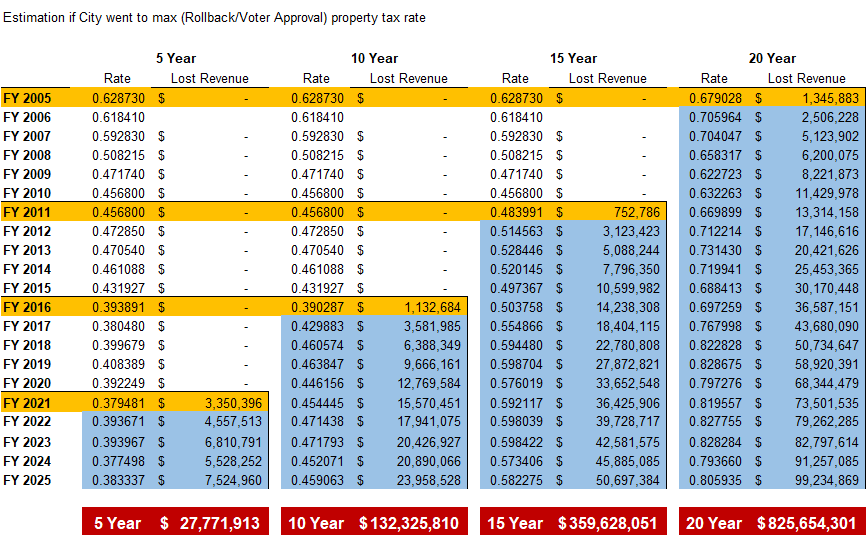 Estimation if City went to max (Rollback/Voter Approval) property tax rate
5 Year 10 Year 15 Year 20 Year
Rate Lost Revenue Rate Lost Revenue Rate Lost Revenue Rate Lost Revenue
FY 2005 0.628730 $ - 0.628730 $ - 0.628730 $ - 0.679028 $ 1,345,883
FY 2006 0.618410 0.618410 0.618410 0.705964 $ 2,506,228
FY 2007 0.592830 $ - 0.592830 $ - 0.592830 $ - 0.704047 $ 5,123,902
FY 2008 0.508215 $ - 0.508215 $ - 0.508215 $ - 0.658317 $ 6,200,075
FY 2009 0.471740 $ - 0.471740 $ - 0.471740 $ - 0.622723 $ 8,221,873
FY 2010 0.456800 $ - 0.456800 $ - 0.456800 $ - 0.632263 $ 11,429,978
FY 2011 0.456800 $ - 0.456800 $ - 0.483991 $ 752,786 0.669899 $ 13,314,158
FY 2012 0.472850 $ - 0.472850 $ - 0.514563 $ 3,123,423 0.712214 $ 17,146,616
FY 2013 0.470540 $ - 0.470540 $ - 0.528446 $ 5,088,244 0.731430 $ 20,421,626
FY 2014 0.461088 $ - 0.461088 $ - 0.520145 $ 7,796,350 0.719941 $ 25,453,365
FY 2015 0.431927 $ - 0.431927 $ - 0.497367 $ 10,599,982 0.688413 $ 30,170,448
FY 2016 0.393891 $ - 0.390287 $ 1,132,684 0.503758 $ 14,238,308 0.697259 $ 36,587,151
FY 2017 0.380480 $ - 0.429883 $ 3,581,985 0.554866 $ 18,404,115 0.767998 $ 43,680,090
FY 2018 0.399679 $ - 0.460574 $ 6,388,349 0.594480 $ 22,780,808 0.822828 $ 50,734,647
FY 2019 0.408389 $ - 0.463847 $ 9,666,161 0.598704 $ 27,872,821 0.828675 $ 58,920,391
FY 2020 0.392249 $ - 0.446156 $ 12,769,584 0.576019 $ 33,652,548 0.797276 $ 68,344,479
FY 2021 0.379481 $ 3,350,396 0.454445 $ 15,570,451 0.592117 $ 36,425,906 0.819557 $ 73,501,535
FY 2022 0.393671 $ 4,557,513 0.471438 $ 17,941,075 0.598039 $ 39,728,717 0.827755 $ 79,262,285
FY 2023 0.393967 $ 6,810,791 0.471793 $ 20,426,927 0.598422 $ 42,581,575 0.828284 $ 82,797,614
FY 2024 0.377498 $ 5,528,252 0.452071 $ 20,890,066 0.573406 $ 45,885,085 0.793660 $ 91,257,085
FY 2025 0.383337 $ 7,524,960 0.459063 $ 23,958,528 0.582275 $ 50,697,384 0.805935 $ 99,234,869
5 Year $ 27,771,913 10 Year $132,325,810 15 Year $359,628,051 20 Year $825,654,301